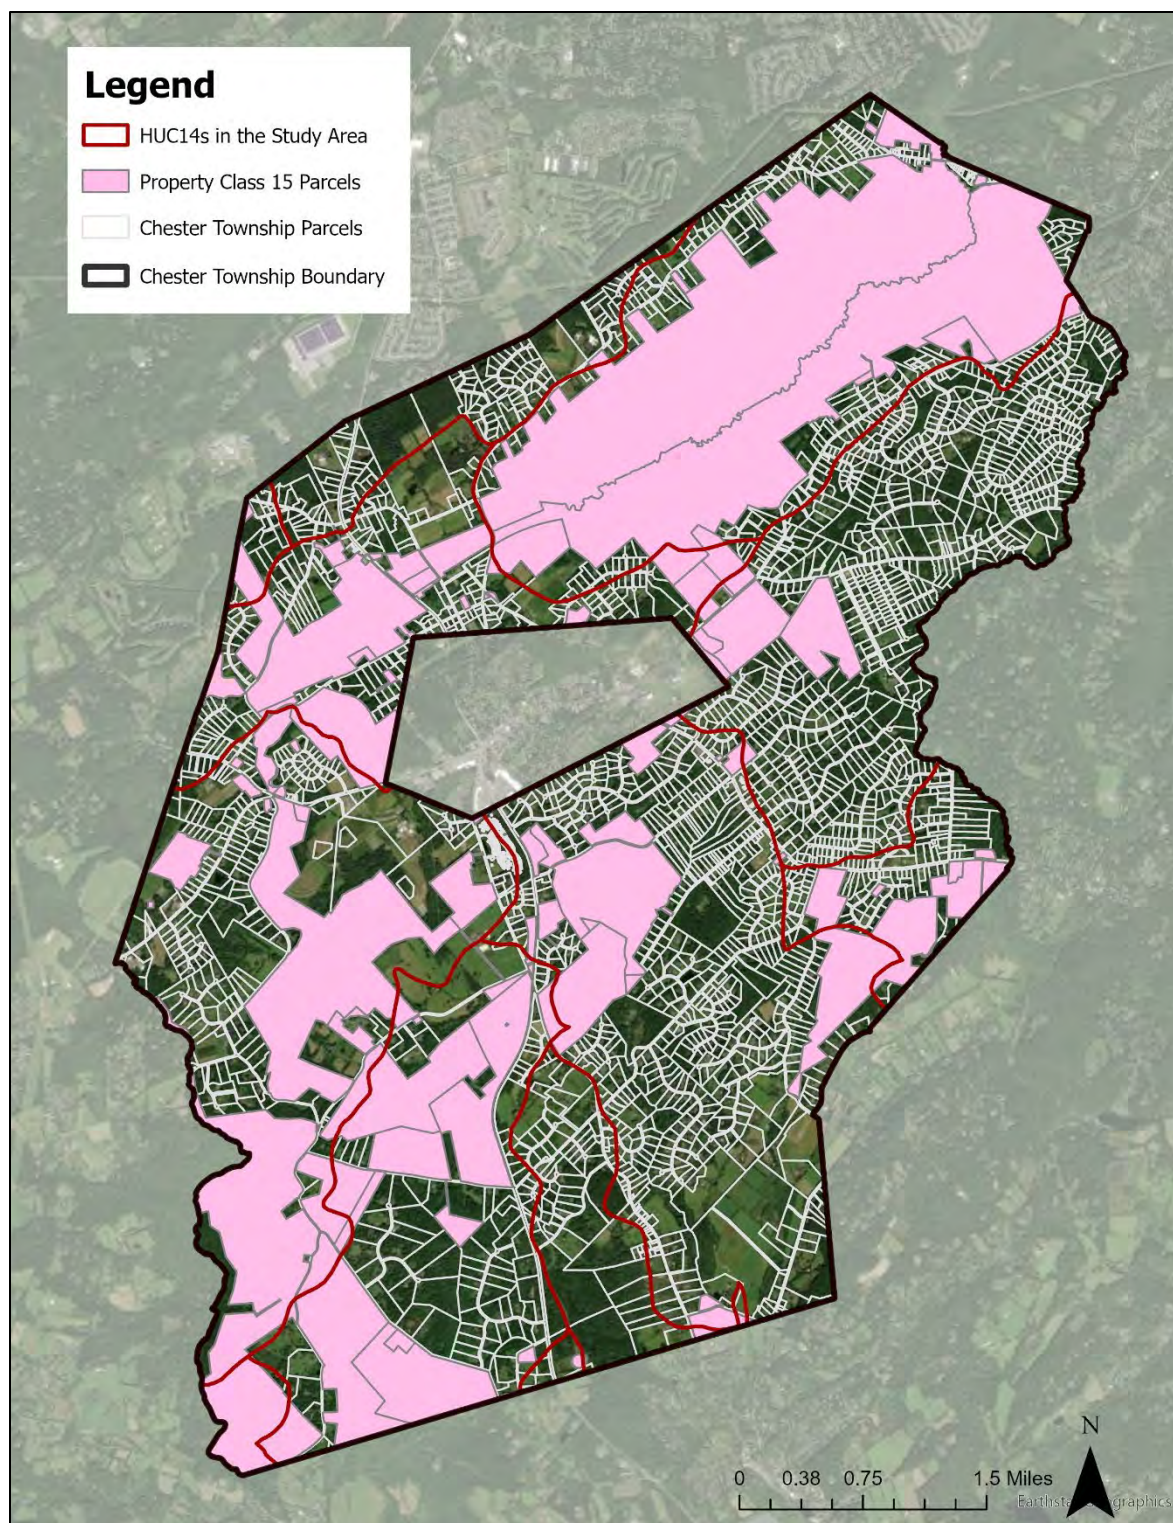 Legend
HUC14s in the Study Area
Property Class 15 Parcels
Chester Township Parcels
Chester Township Boundary
N
0 0.38 0.75 1.5 Miles